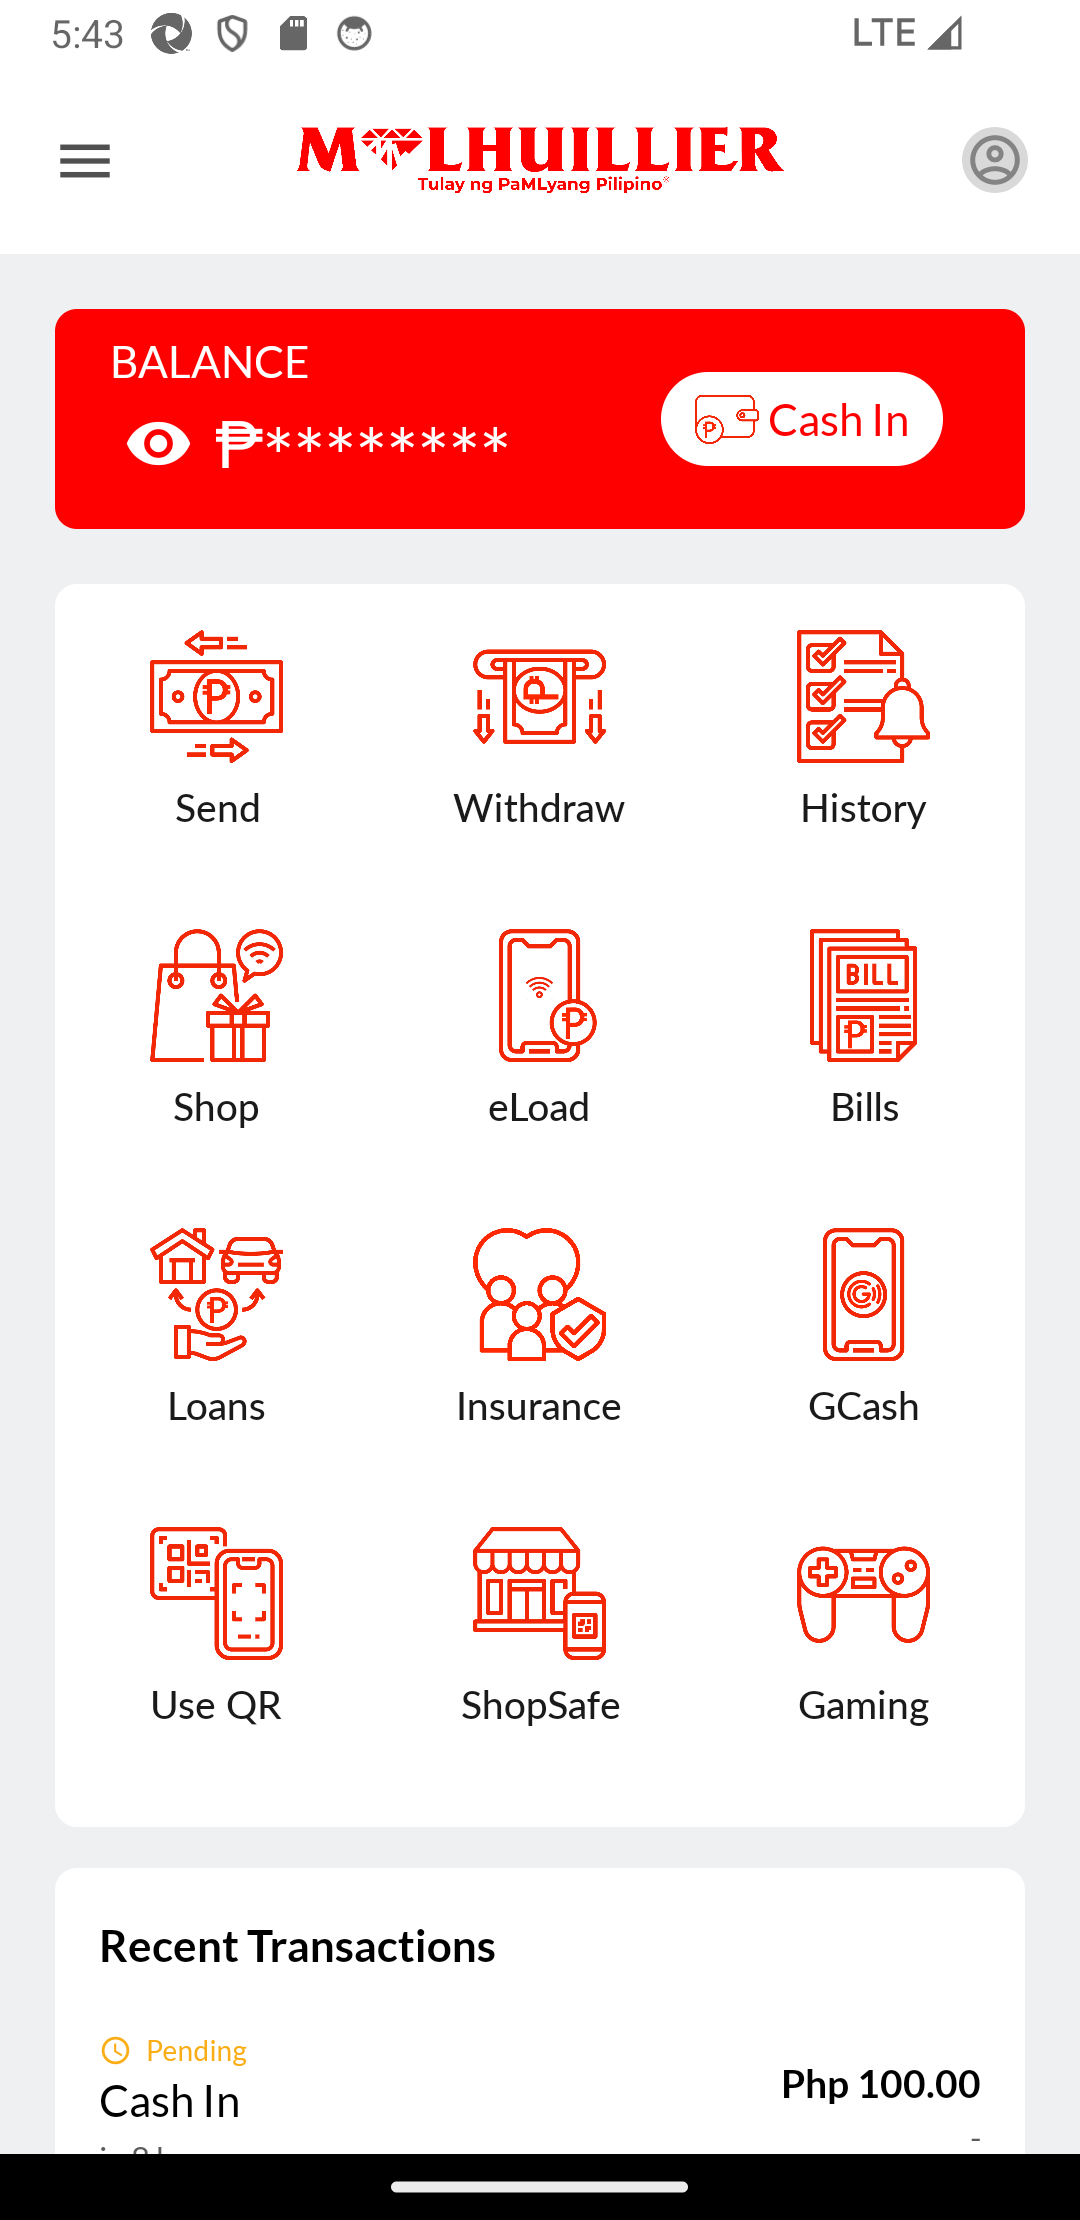 5:43
LTE
M LHUILLIER
Tulay ng PaMLyang Pilipino
BALANCE
₱********
Cash In
Send
Withdraw
History
Shop
eLoad
BILL
Bills
Loans
Insurance
GCash
Use QR
ShopSafe
Gaming
Recent Transactions
Pending
Cash In
Php 100.00
-